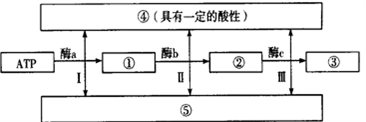 ④(具有一定的酸性)
ATP 酶a ① 酶b ② 酶c ③
Ⅰ Ⅱ Ⅲ
⑤